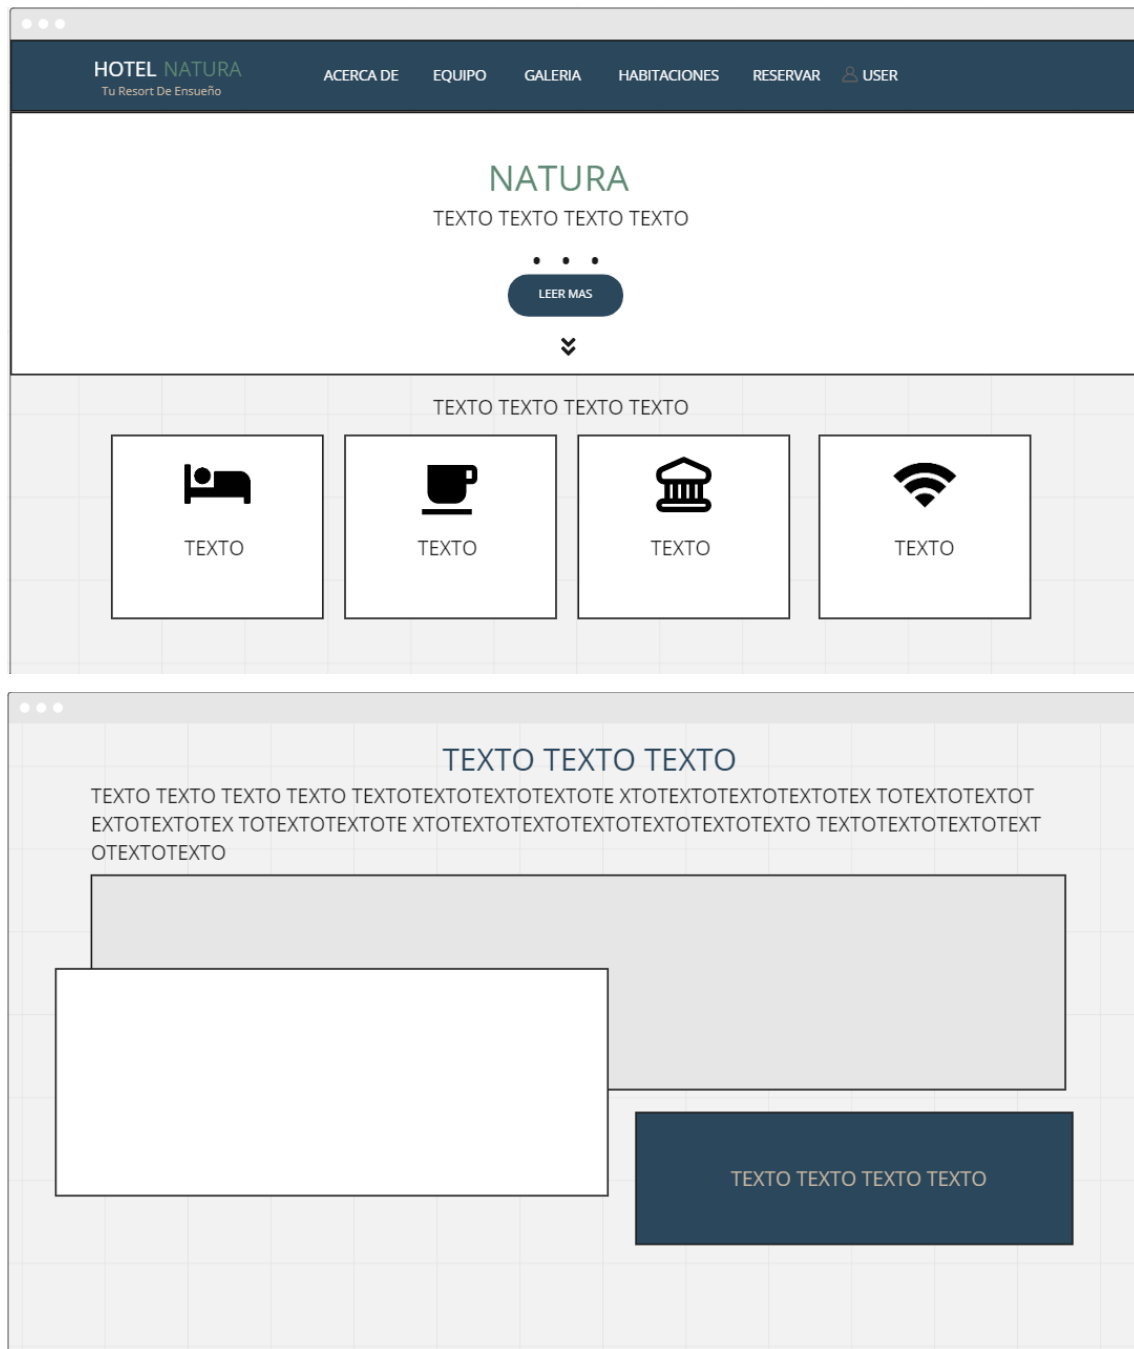 HOTEL NATURA
Tu Resort De Ensueño
ACERCA DE EQUIPO GALERIA HABITACIONES RESERVAR USER
NATURA
TEXTO TEXTO TEXTO TEXTO
LEER MAS
TEXTO TEXTO TEXTO TEXTO
TEXTO TEXTO TEXTO TEXTO
TEXTO TEXTO TEXTO
TEXTO TEXTO TEXTO TEXTO TEXTOTEXTOTEXTOTEXTOTE XTOTEXTOTEXTOTEXTOTEX TOTEXTOTEXTOT
EXTOTEXTOTEX TOTEXTOTEXTOTE XTOTEXTOTEXTOTEXTOTEXTOTEXTOTEXTO TEXTOTEXTOTEXTOTEXT
OTEXTOTEXTO
TEXTO TEXTO TEXTO TEXTO